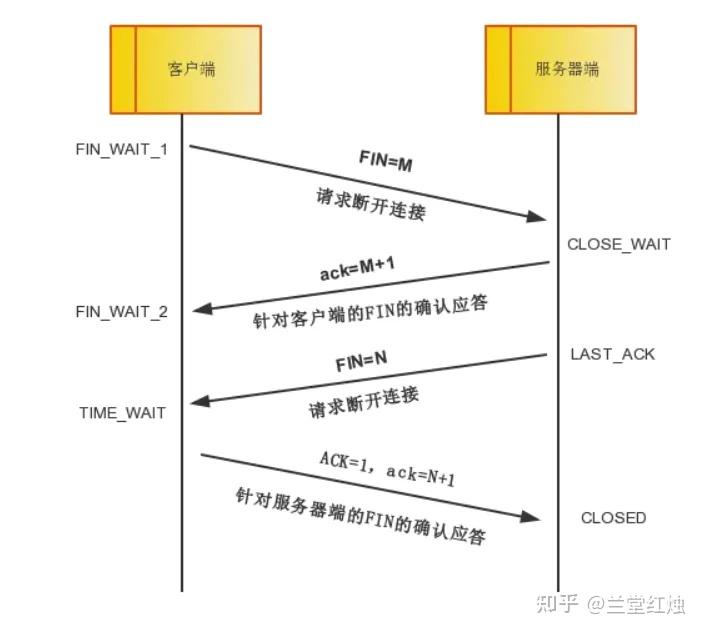 客户端
服务器端
FIN_WAIT_1
FIN=M
请求断开连接
CLOSE_WAIT
ack=M+1
针对客户端的FIN的确认应答
FIN_WAIT_2
LAST_ACK
FIN=N
请求断开连接
TIME_WAIT
ACK=1, ack=N+1
针对服务器端的FIN的确认应答
CLOSED
知乎 @兰堂红烛